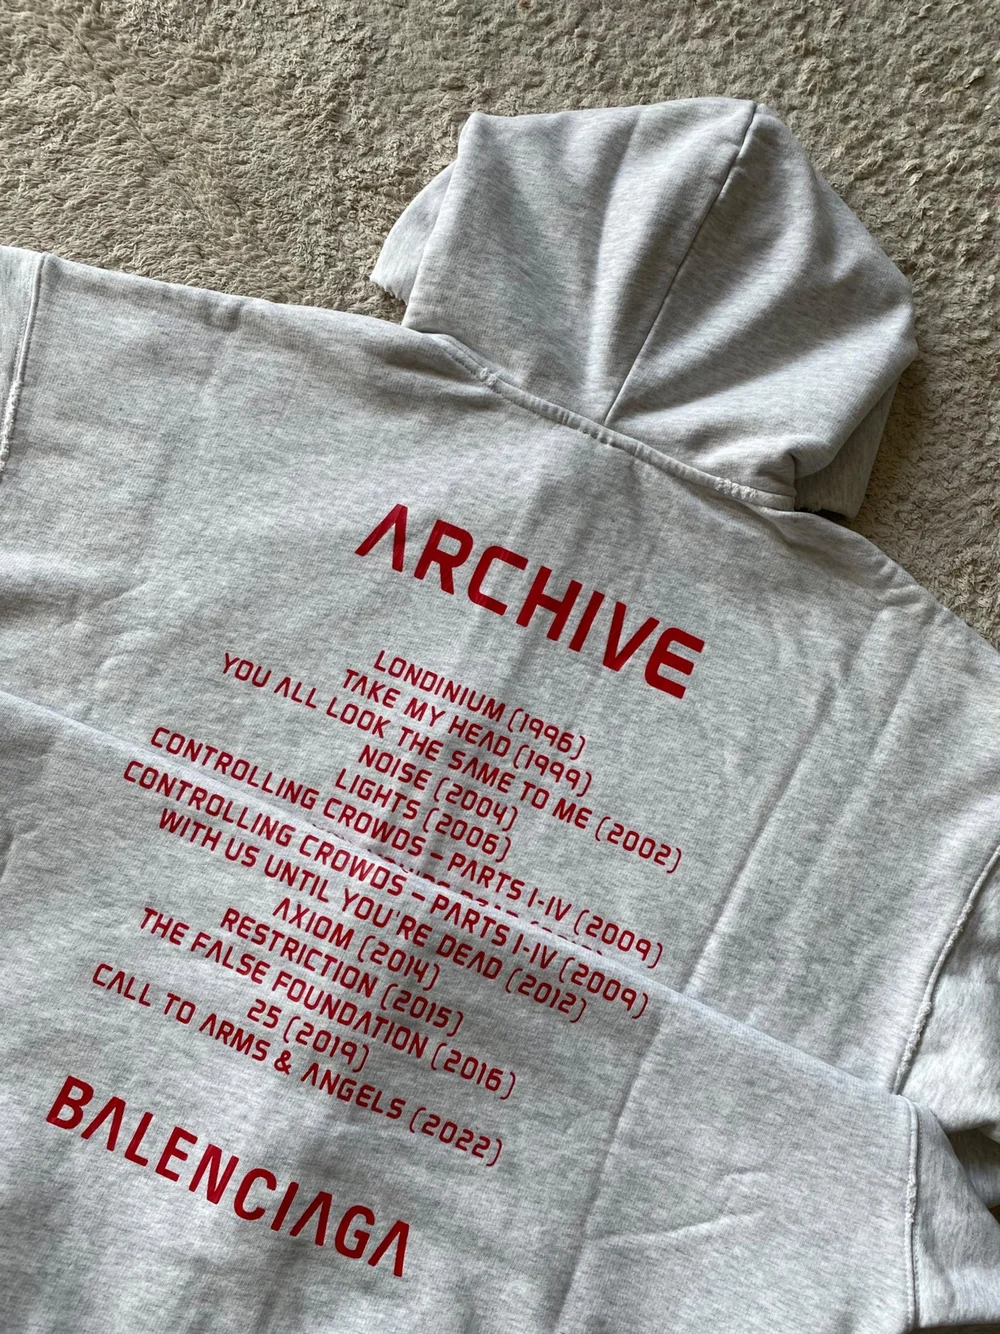 ARCHIVE
LONDINIUM (1996)
TAKE MY HEAD (1999)
YOU ALL LOOK THE SAME TO ME (2002)
NOISE (2004)
LIGHTS (2006)
CONTROLLING CROWDS - PARTS I-IV (2009)
CONTROLLING CROWDS - PARTS I-IV (2009)
WITH US UNTIL YOU'RE DEAD (2012)
AXIOM (2014)
RESTRICTION (2015)
THE FALSE FOUNDATION (2016)
25 (2019)
CALL TO ARMS & ANGELS (2022)
BALENCIAGA